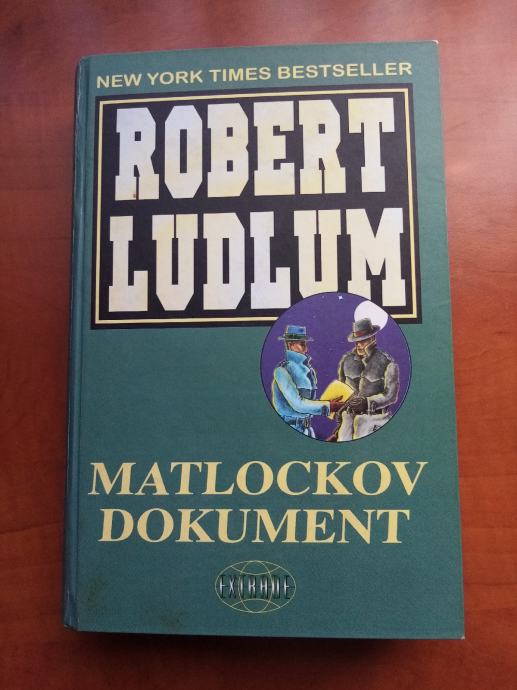 NEW YORK TIMES BESTSELLER
ROBERT
LUDLUM
MATLOCKOV
DOKUMENT
EXTRADE